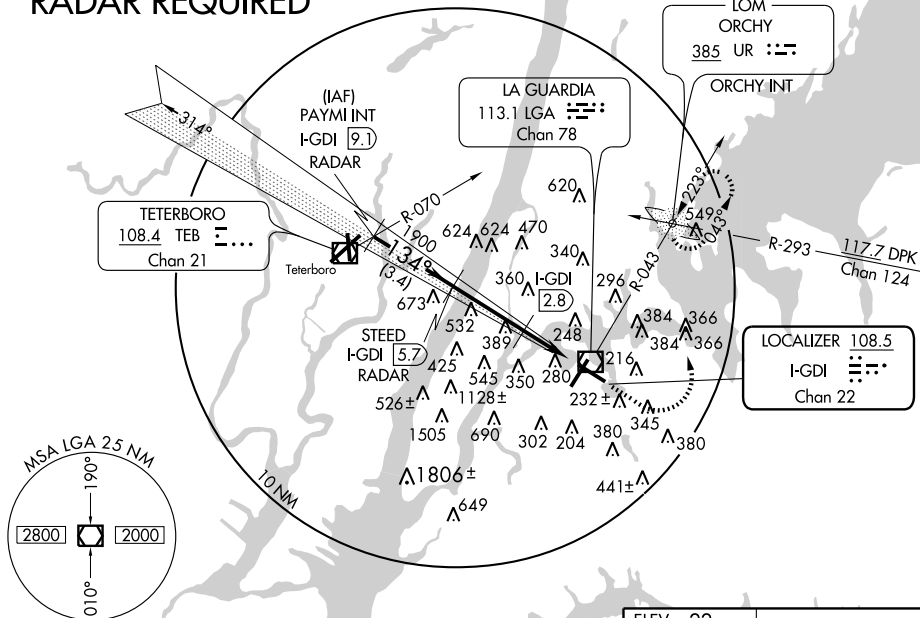 RADAR REQUIRED
LOM
ORCHY
385 UR
ORCHY INT
LA GUARDIA
113.1 LGA
Chan 78
(IAF)
PAYMI INT
I-GDI 9.1
RADAR
314°
TETERBORO
108.4 TEB
Chan 21
Teterboro
R-070
1900
134°
(3.4)
620
624
624
470
340
360
I-GDI
2.8
296
R-043
223°
043°
549
R-293
117.7 DPK
Chan 124
673
532
389
248
384
384
366
366
STEED
I-GDI 5.7
RADAR
LOCALIZER 108.5
I-GDI
Chan 22
425
545
350
280
216
526±
1128±
232±
345
1505
690
302
204
380
380
1806±
441±
649
10 NM
MSA LGA 25 NM
190°
2800
2000
010°
ELEV 22